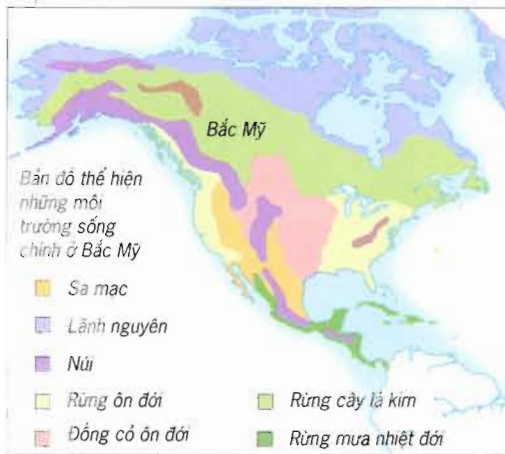 Bắc Mỹ
Bản đồ thể hiện
những môi
trường sống
chính ở Bắc Mỹ
Sa mạc
Lãnh nguyên
Núi
Rừng ôn đới
Đồng cỏ ôn đới
Rừng cây lá kim
Rừng mưa nhiệt đới